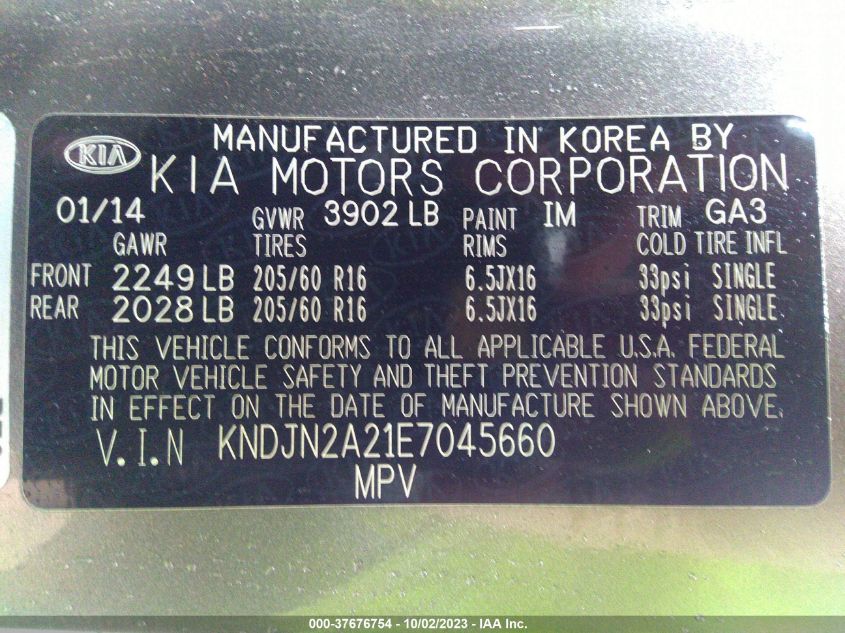 MANUFACTURED IN KOREA BY
KIA KIA MOTORS CORPORATION
01/14 GVWR 3902 LB PAINT IM TRIM GA3
GAWR TIRES RIMS COLD TIRE INFL
FRONT 2249 LB 205/60 R16 6.5JX16 33psi SINGLE
REAR 2028 LB 205/60 R16 6.5JX16 33psi SINGLE
THIS VEHICLE CONFORMS TO ALL APPLICABLE U.S.A. FEDERAL
MOTOR VEHICLE SAFETY AND THEFT PREVENTION STANDARDS
IN EFFECT ON THE DATE OF MANUFACTURE SHOWN ABOVE.
V.I.N KNDJN2A21E7045660
MPV
000-37676754 - 10/02/2023 - IAA Inc.